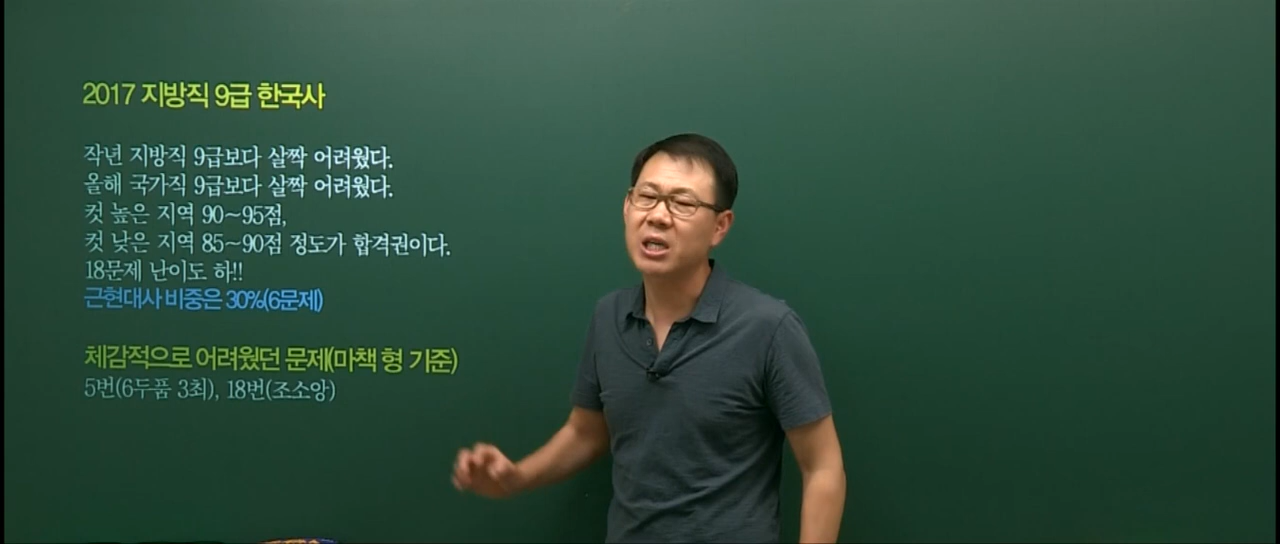 2017 지방직 9급 한국사
작년 지방직 9급보다 살짝 어려웠다.
올해 국가직 9급보다 살짝 어려웠다.
컷 높은 지역 90~95점,
컷 낮은 지역 85~90점 정도가 합격권이다.
18문제 난이도 하!!
근현대사 비중은 30%(6문제)
체감적으로 어려웠던 문제(마책 형 기준)
5번(6두품 3최), 18번(조소앙)